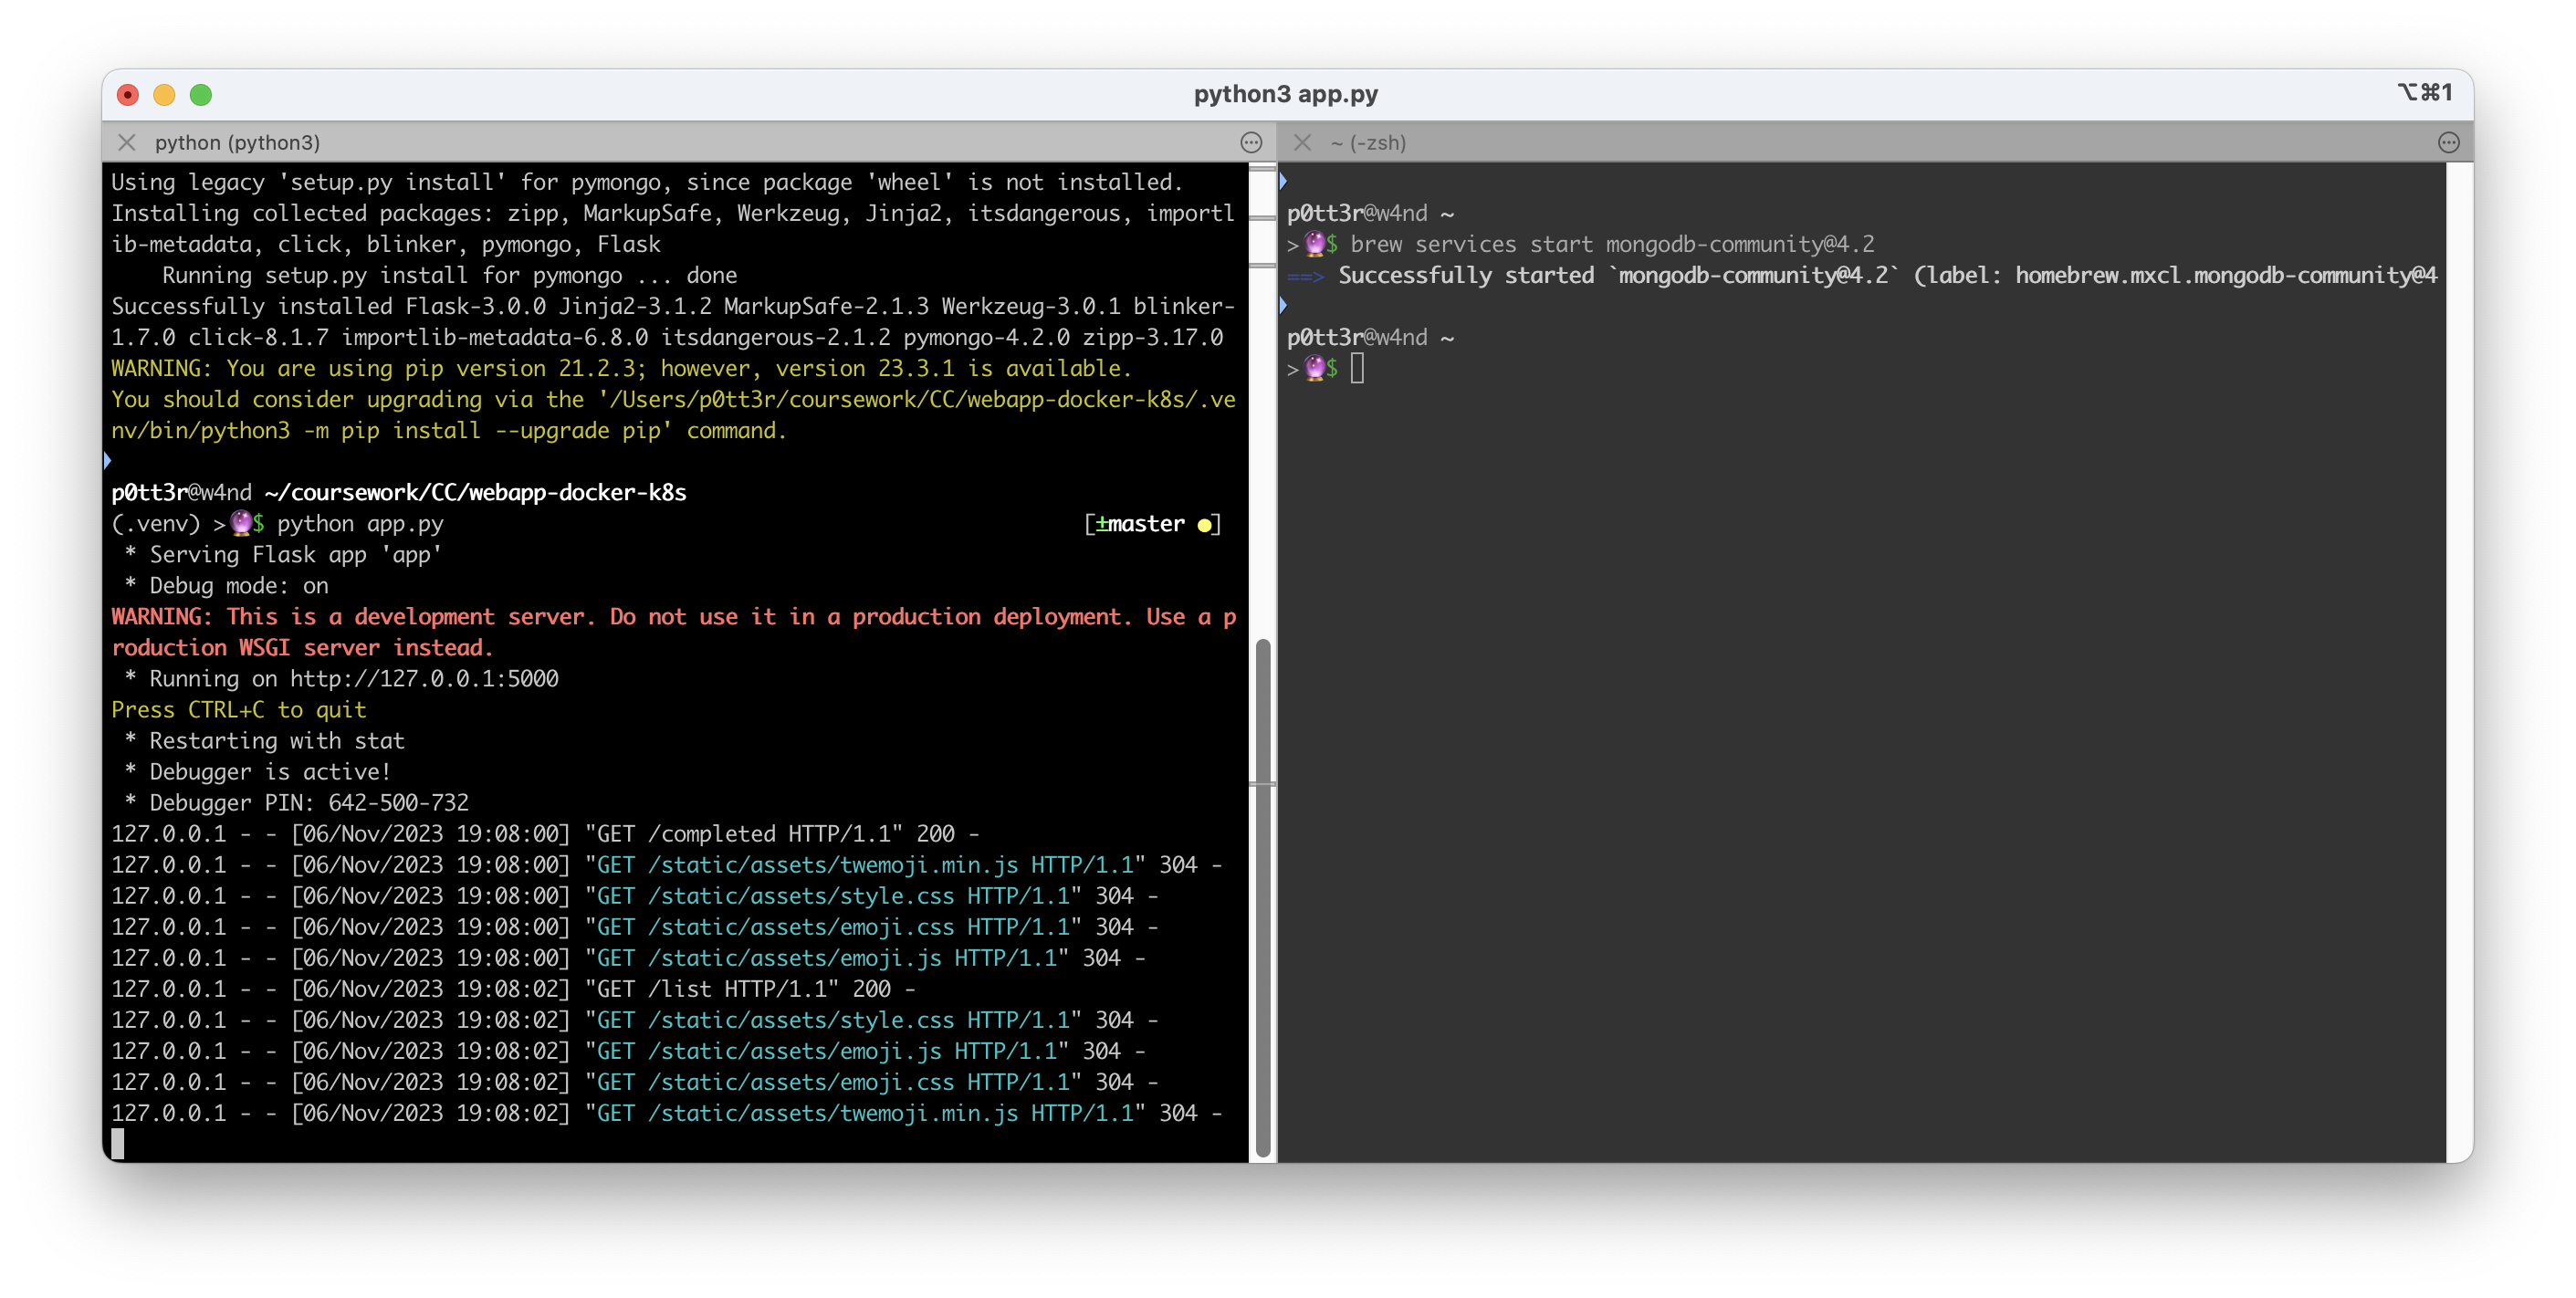 python3 app.py
⌥⌘1
python (python3)
Using legacy 'setup.py install' for pymongo, since package 'wheel' is not installed.
Installing collected packages: zipp, MarkupSafe, Werkzeug, Jinja2, itsdangerous, importl
ib-metadata, click, blinker, pymongo, Flask
    Running setup.py install for pymongo ... done
Successfully installed Flask-3.0.0 Jinja2-3.1.2 MarkupSafe-2.1.3 Werkzeug-3.0.1 blinker-
1.7.0 click-8.1.7 importlib-metadata-6.8.0 itsdangerous-2.1.2 pymongo-4.2.0 zipp-3.17.0
WARNING: You are using pip version 21.2.3; however, version 23.3.1 is available.
You should consider upgrading via the '/Users/p0tt3r/coursework/CC/webapp-docker-k8s/.ve
nv/bin/python3 -m pip install --upgrade pip' command.
p0tt3r@w4nd ~/coursework/CC/webapp-docker-k8s
(.venv) >🔮$ python app.py [±master ●]
 * Serving Flask app 'app'
 * Debug mode: on
WARNING: This is a development server. Do not use it in a production deployment. Use a p
roduction WSGI server instead.
 * Running on http://127.0.0.1:5000
Press CTRL+C to quit
 * Restarting with stat
 * Debugger is active!
 * Debugger PIN: 642-500-732
127.0.0.1 - - [06/Nov/2023 19:08:00] "GET /completed HTTP/1.1" 200 -
127.0.0.1 - - [06/Nov/2023 19:08:00] "GET /static/assets/twemoji.min.js HTTP/1.1" 304 -
127.0.0.1 - - [06/Nov/2023 19:08:00] "GET /static/assets/style.css HTTP/1.1" 304 -
127.0.0.1 - - [06/Nov/2023 19:08:00] "GET /static/assets/emoji.css HTTP/1.1" 304 -
127.0.0.1 - - [06/Nov/2023 19:08:00] "GET /static/assets/emoji.js HTTP/1.1" 304 -
127.0.0.1 - - [06/Nov/2023 19:08:02] "GET /list HTTP/1.1" 200 -
127.0.0.1 - - [06/Nov/2023 19:08:02] "GET /static/assets/style.css HTTP/1.1" 304 -
127.0.0.1 - - [06/Nov/2023 19:08:02] "GET /static/assets/emoji.js HTTP/1.1" 304 -
127.0.0.1 - - [06/Nov/2023 19:08:02] "GET /static/assets/emoji.css HTTP/1.1" 304 -
127.0.0.1 - - [06/Nov/2023 19:08:02] "GET /static/assets/twemoji.min.js HTTP/1.1" 304 -
~ (-zsh)
p0tt3r@w4nd ~
>🔮$ brew services start mongodb-community@4.2
==> Successfully started `mongodb-community@4.2` (label: homebrew.mxcl.mongodb-community@4
p0tt3r@w4nd ~
>🔮$